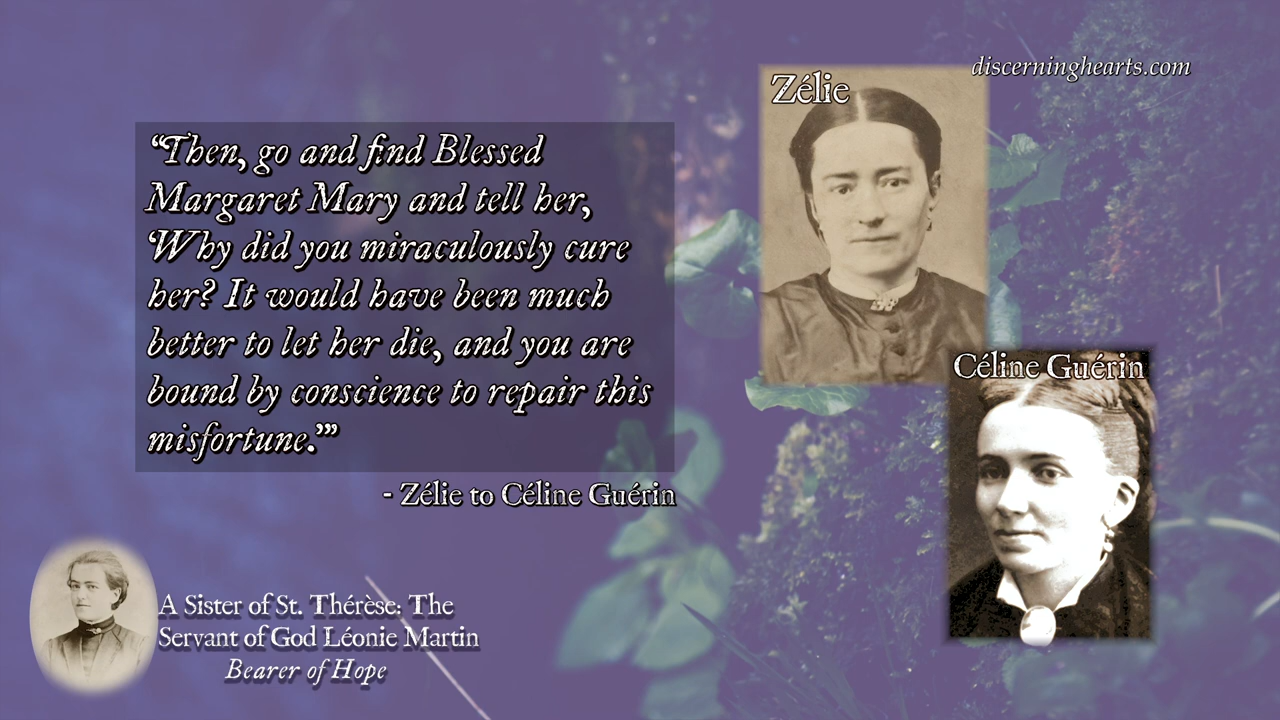 discerninghearts.com
Zélie
“Then, go and find Blessed
Margaret Mary and tell her,
‘Why did you miraculously cure
her? It would have been much
better to let her die, and you are
bound by conscience to repair this
misfortune.’”
- Zélie to Céline Guérin
Céline Guérin
A Sister of St. Thérèse: The
Servant of God Léonie Martin
Bearer of Hope